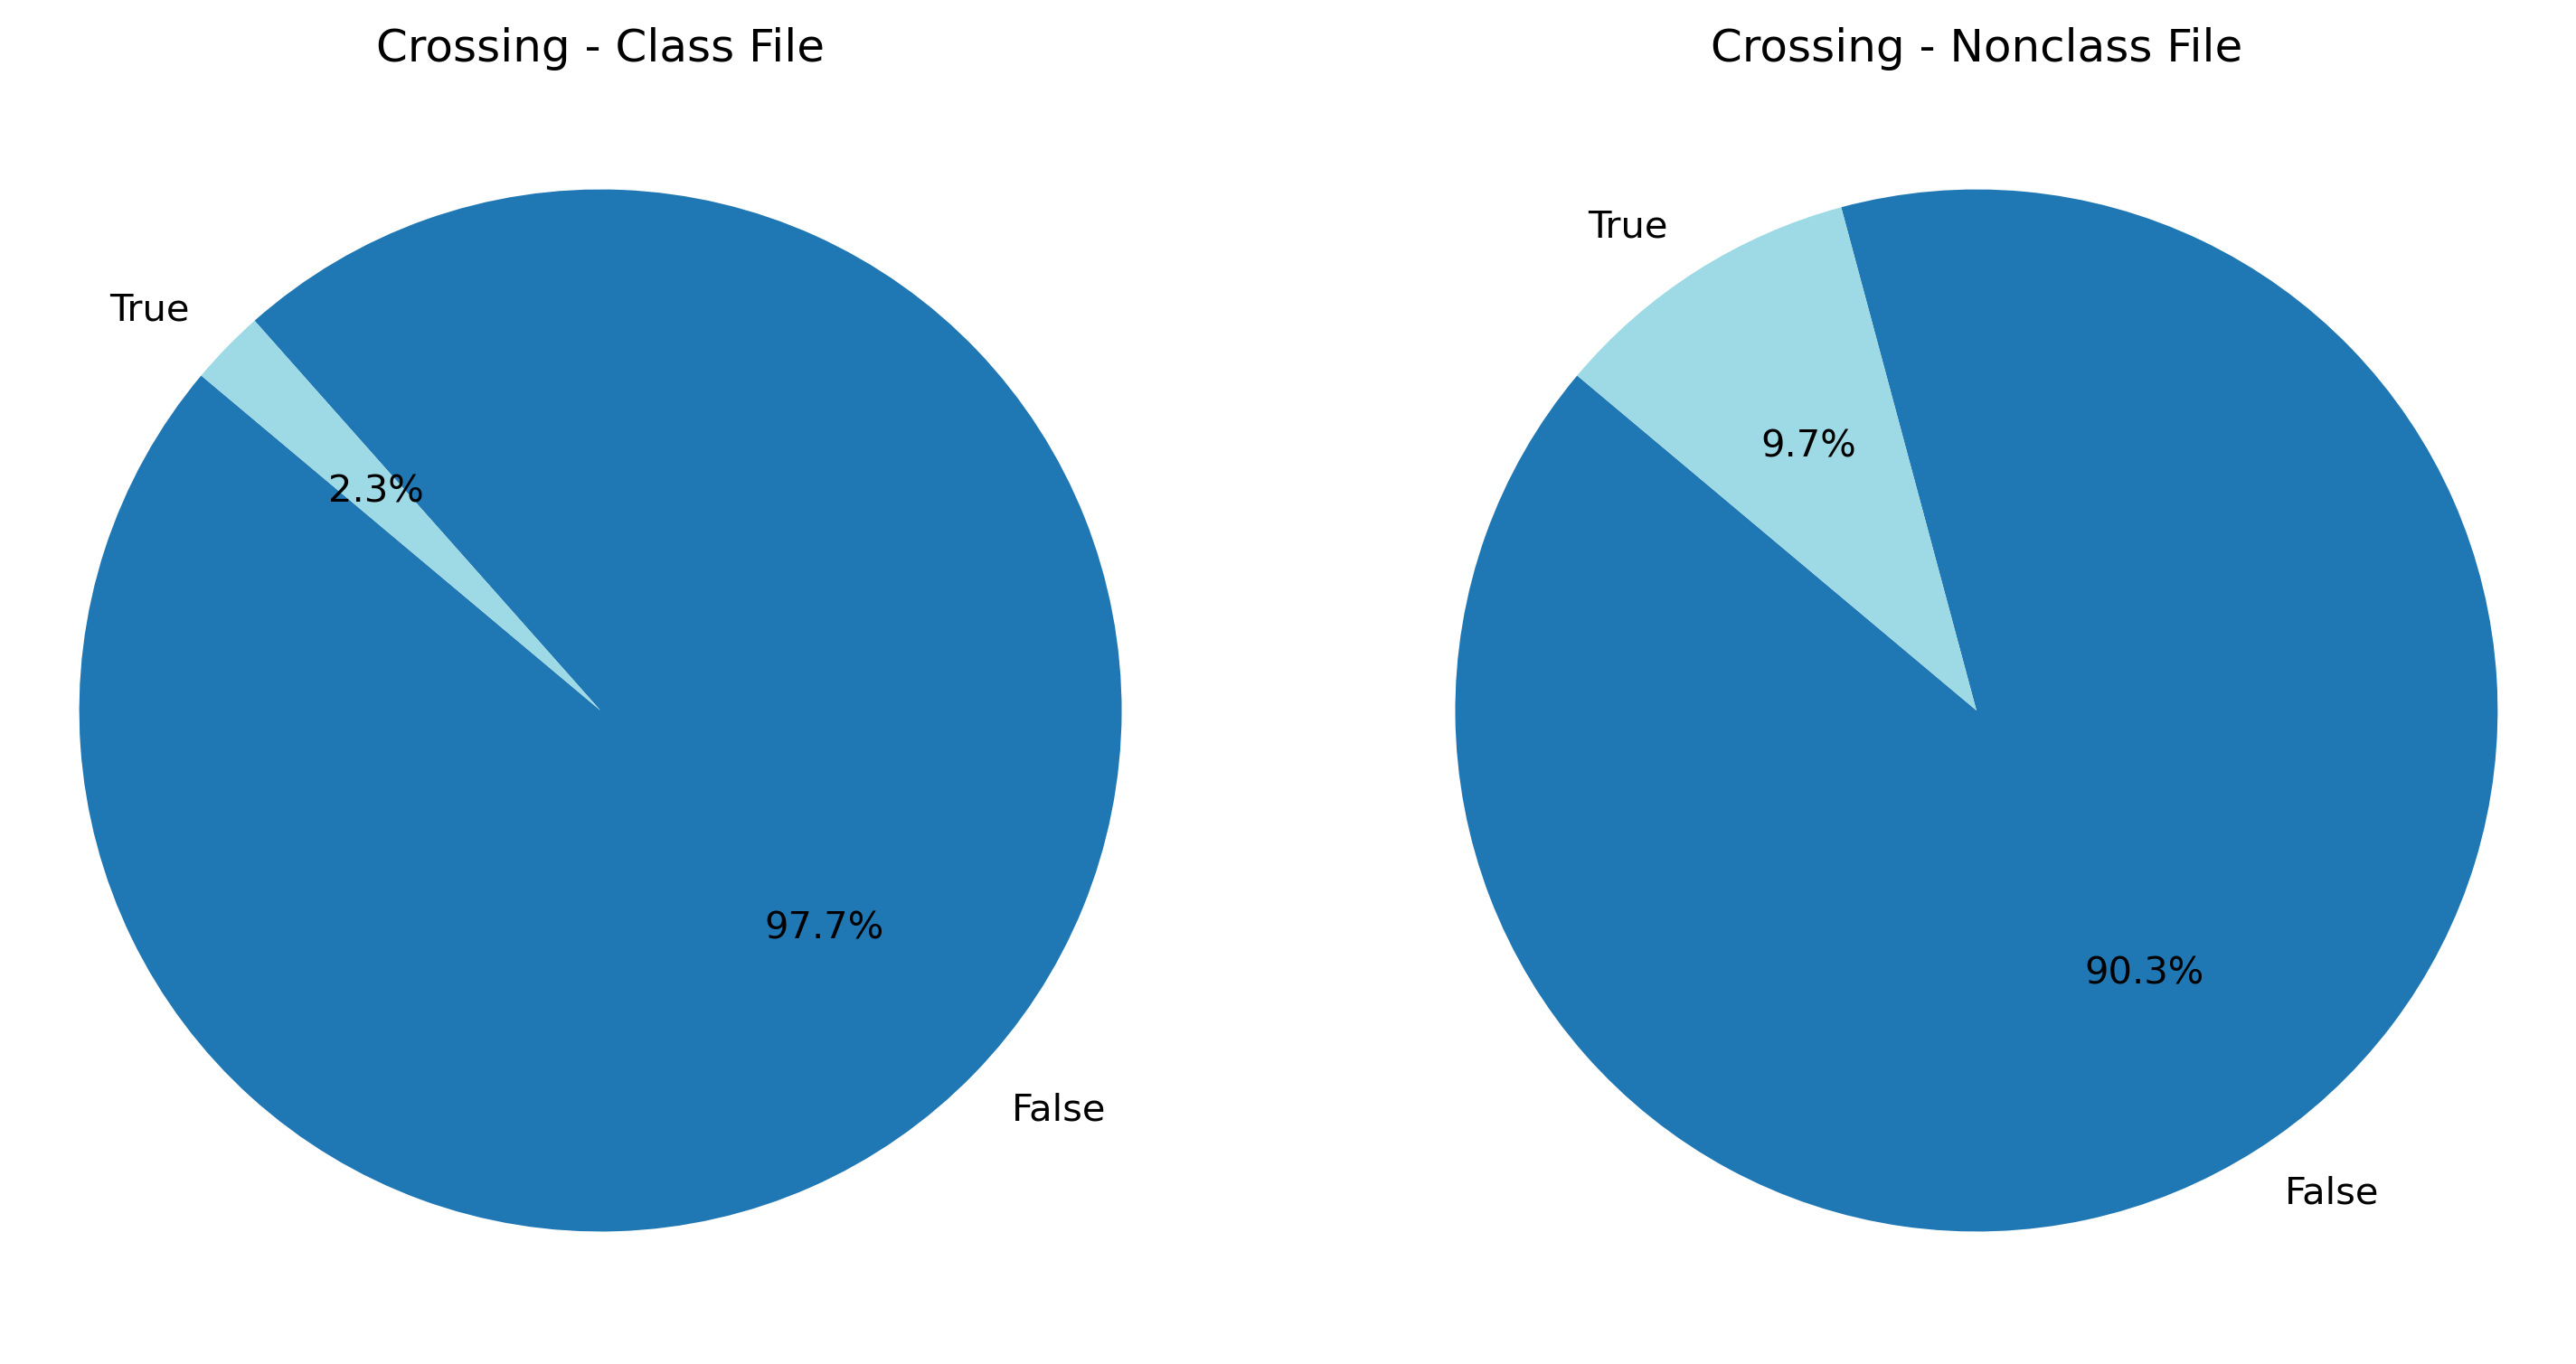 Crossing - Class File
True
2.3%
97.7%
False
Crossing - Nonclass File
True
9.7%
90.3%
False